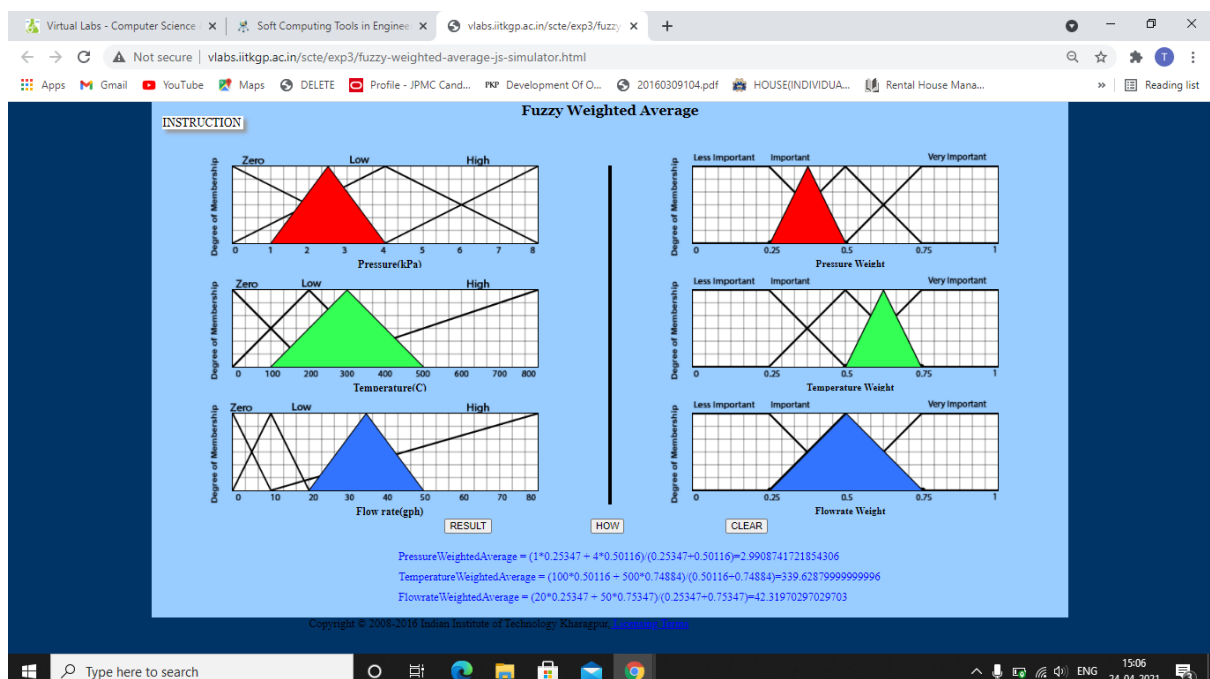 Virtual Labs - Computer Science
Soft Computing Tools in Enginee
vlabs.iitkgp.ac.in/scte/exp3/fuzzy
Not secure | vlabs.iitkgp.ac.in/scte/exp3/fuzzy-weighted-average-js-simulator.html
T
Apps Gmail YouTube Maps DELETE Profile - JPMC Cand... PKP Development Of O... 20160309104.pdf HOUSE(INDIVIDUA... Rental House Mana... » Reading list
Fuzzy Weighted Average
INSTRUCTION
Zero Low High
Degree of Membership
0 1 2 3 4 5 6 7 8
Pressure(kPa)
Less Important Important Very Important
Degree of Membership
0 0.25 0.5 0.75 1
Pressure Weight
Zero Low High
Degree of Membership
0 100 200 300 400 500 600 700 800
Temperature(C)
Less Important Important Very Important
Degree of Membership
0 0.25 0.5 0.75 1
Temperature Weight
Zero Low High
Degree of Membership
0 10 20 30 40 50 60 70 80
Flow rate(gph)
Less Important Important Very Important
Degree of Membership
0 0.25 0.5 0.75 1
Flowrate Weight
RESULT HOW CLEAR
PressureWeightedAverage = (1*0.25347 + 4*0.50116)/(0.25347+0.50116)=2.9908741721854306
TemperatureWeightedAverage = (100*0.50116 + 500*0.74884)/(0.50116+0.74884)=339.62879999999996
FlowrateWeightedAverage = (20*0.25347 + 50*0.75347)/(0.25347+0.75347)=42.31970297029703
Copyright © 2008-2016 Indian Institute of Technology Kharagpur, Licensing Term
Type here to search
ENG
15:06
24-04-2021